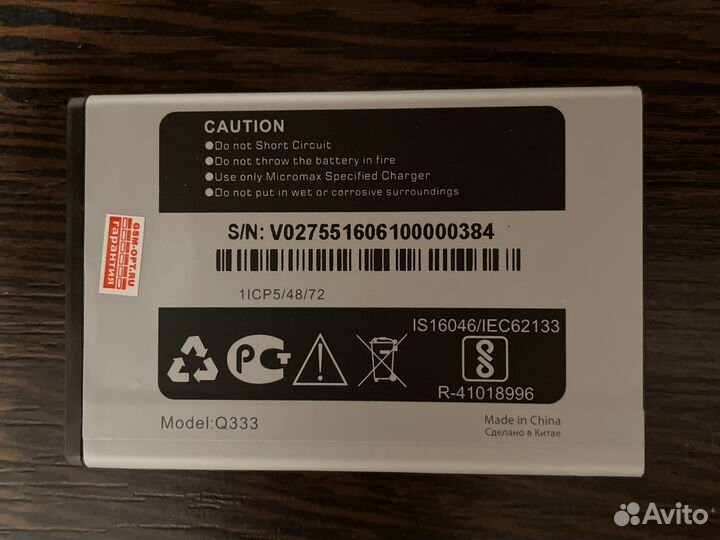 CAUTION
●Do not Short Circuit
●Do not throw the battery in fire
●Use only Micromax Specified Charger
●Do not put in wet or corrosive surroundings
S/N: V027551606100000384
1ICP5/48/72
IS16046/IEC62133
R-41018996
Model:Q333
Made in China
Сделано в Китае
GSM-OPT.RU
гарантия
Avito